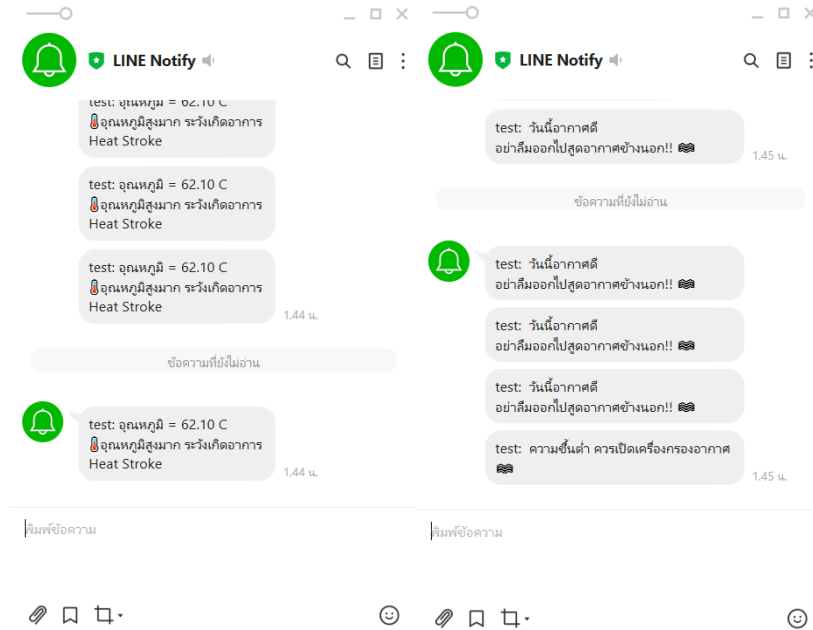 LINE Notify
test: อุณหภูมิ = 62.10 C
🌡️อุณหภูมิสูงมาก ระวังเกิดอาการ
Heat Stroke
test: อุณหภูมิ = 62.10 C
🌡️อุณหภูมิสูงมาก ระวังเกิดอาการ
Heat Stroke
test: อุณหภูมิ = 62.10 C
🌡️อุณหภูมิสูงมาก ระวังเกิดอาการ
Heat Stroke
1.44 น.
ข้อความที่ยังไม่อ่าน
test: อุณหภูมิ = 62.10 C
🌡️อุณหภูมิสูงมาก ระวังเกิดอาการ
Heat Stroke
1.44 น.
พิมพ์ข้อความ
LINE Notify
test: วันนี้อากาศดี
อย่าลืมออกไปสูดอากาศข้างนอก!!
1.45 น.
ข้อความที่ยังไม่อ่าน
test: วันนี้อากาศดี
อย่าลืมออกไปสูดอากาศข้างนอก!!
test: วันนี้อากาศดี
อย่าลืมออกไปสูดอากาศข้างนอก!!
test: วันนี้อากาศดี
อย่าลืมออกไปสูดอากาศข้างนอก!!
test: ความชื้นต่ำ ควรเปิดเครื่องกรองอากาศ
1.45 น.
พิมพ์ข้อความ